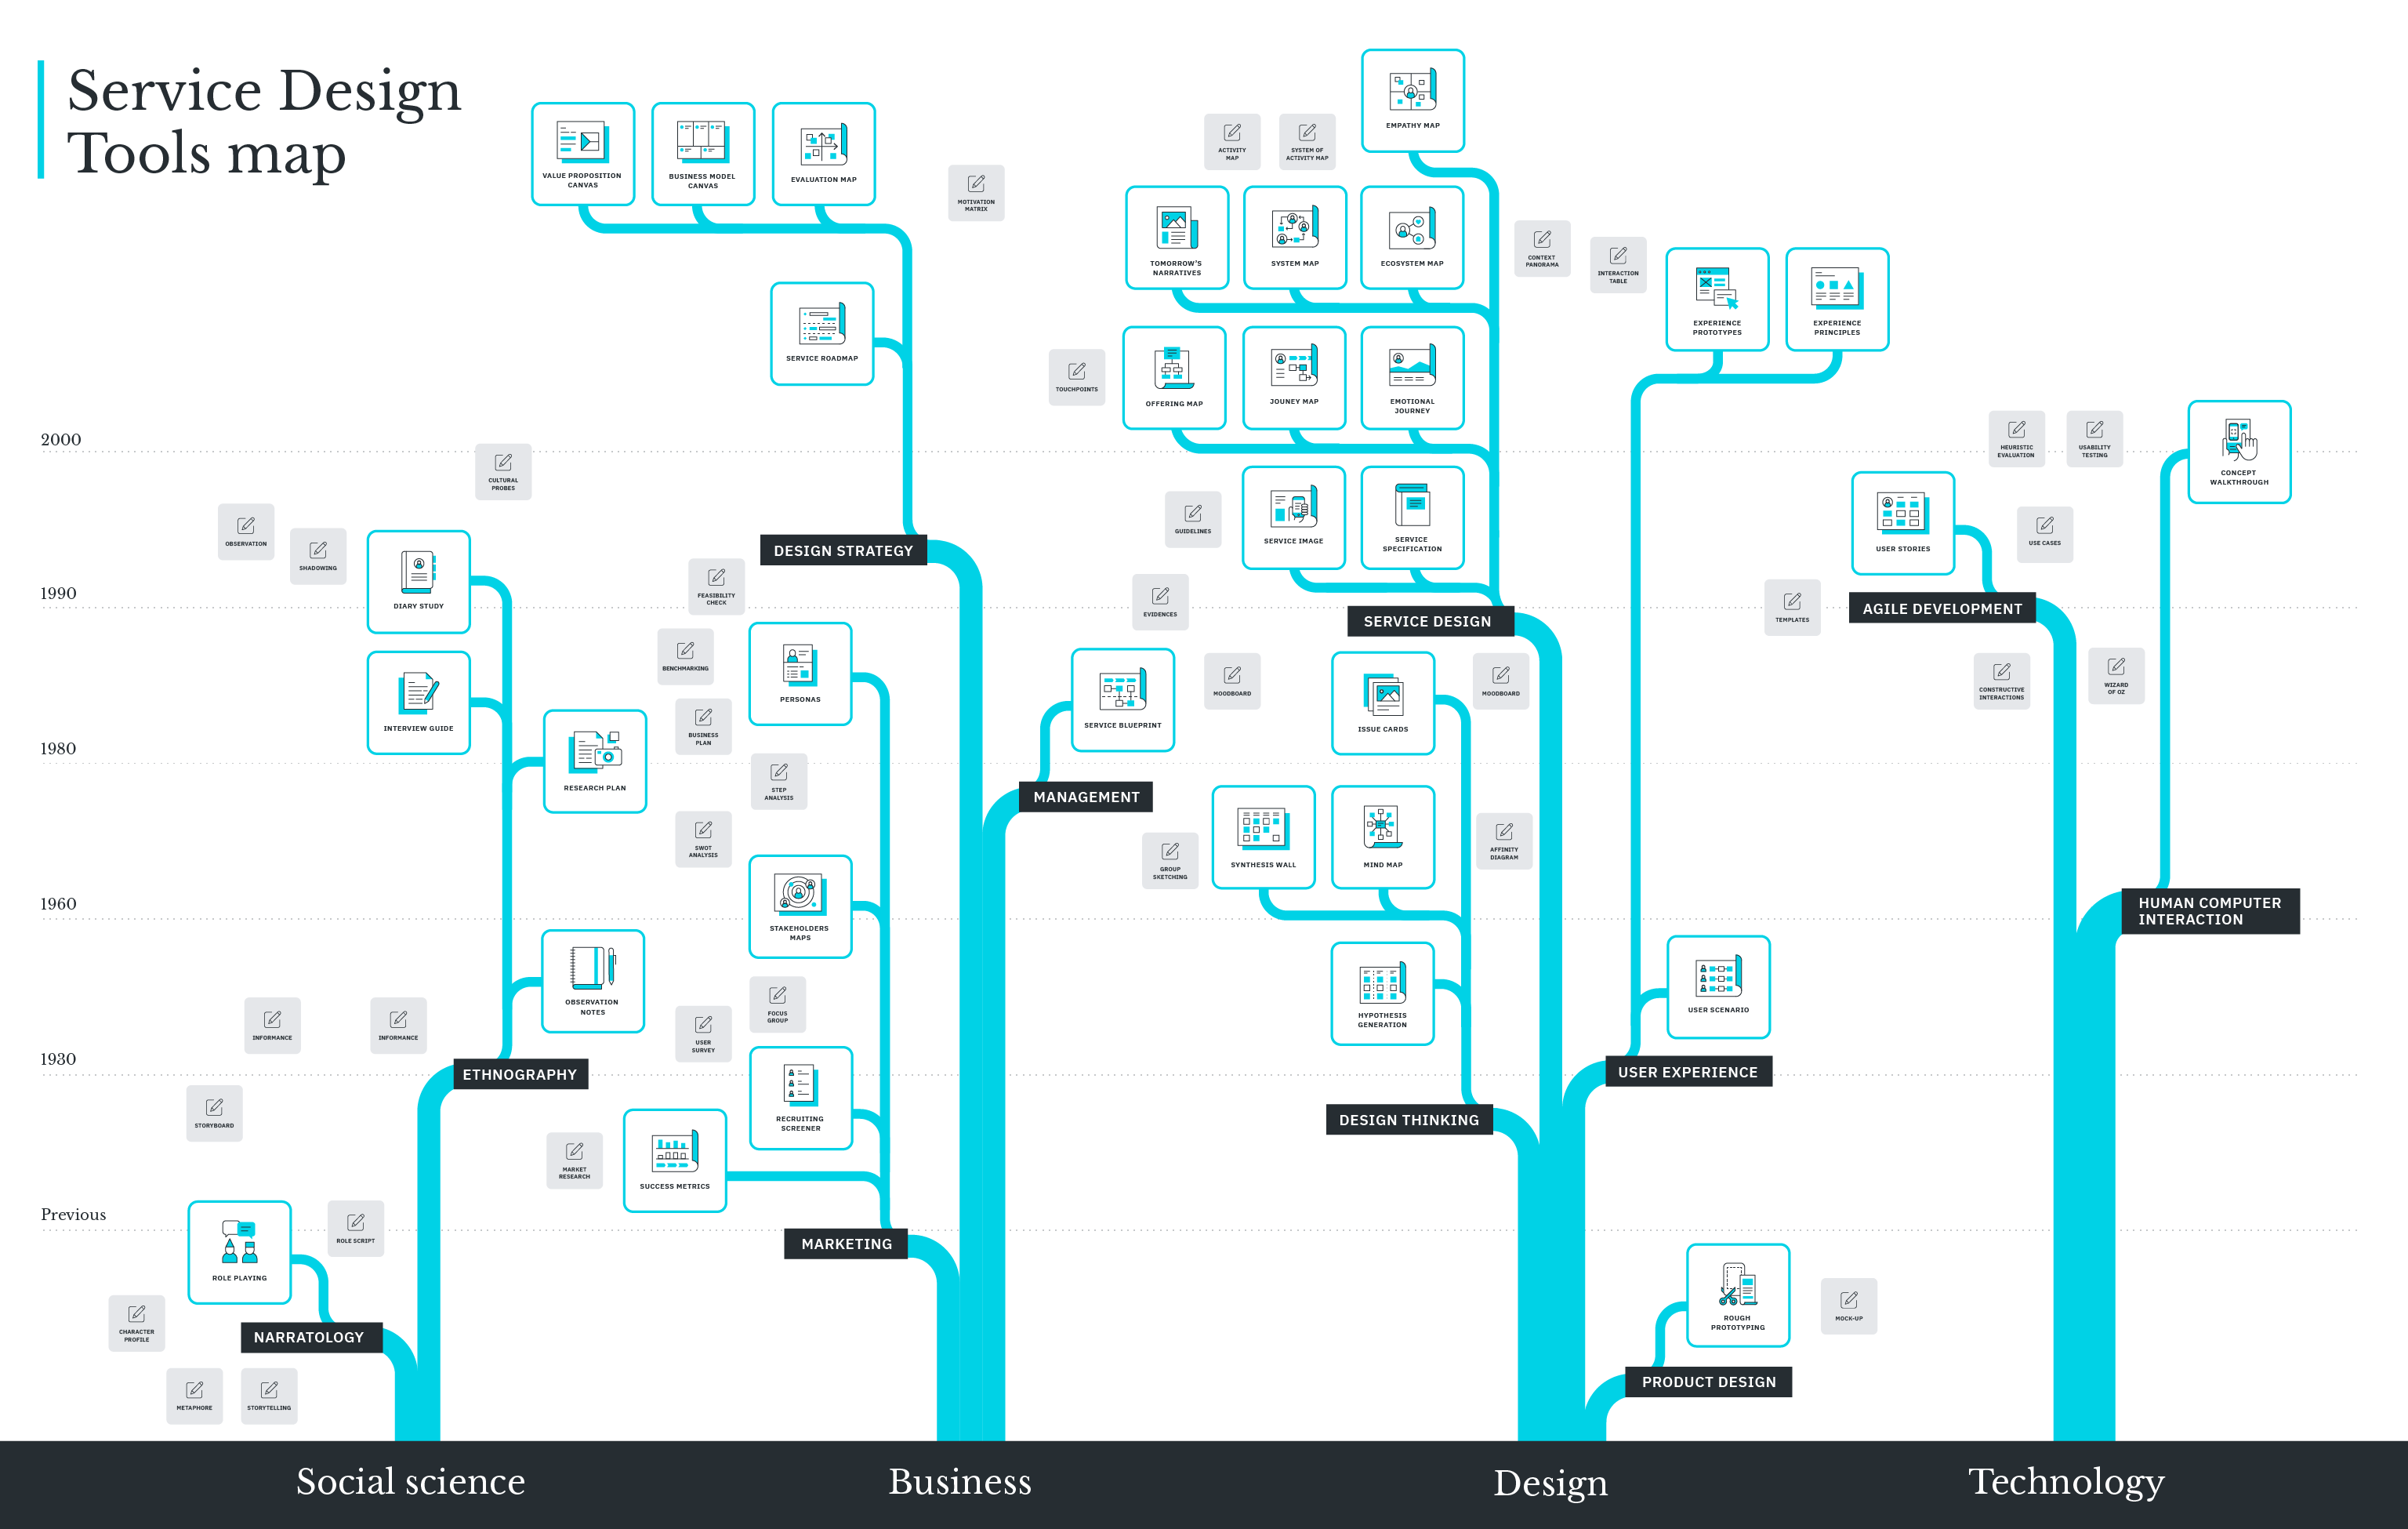 Service Design
Tools map
VALUE PROPOSITION
CANVAS
BUSINESS MODEL
CANVAS
EVALUATION MAP
MOTIVATION
MATRIX
SERVICE ROADMAP
ACTIVITY
MAP
SYSTEM OF
ACTIVITY MAP
EMPATHY MAP
TOMORROW'S
NARRATIVES
SYSTEM MAP
ECOSYSTEM MAP
CONTEXT
PANORAMA
INTERACTION
TABLE
EXPERIENCE
PROTOTYPES
EXPERIENCE
PRINCIPLES
TOUCHPOINTS
OFFERING MAP
JOUNEY MAP
EMOTIONAL
JOURNEY
2000
CULTURAL
PROBES
HEURISTIC
EVALUATION
USABILITY
TESTING
CONCEPT
WALKTHROUGH
OBSERVATION
SHADOWING
DIARY STUDY
DESIGN STRATEGY
GUIDELINES
SERVICE IMAGE
SERVICE
SPECIFICATION
USER STORIES
USE CASES
1990
FEASIBILITY
CHECK
EVIDENCES
SERVICE DESIGN
TEMPLATES
AGILE DEVELOPMENT
INTERVIEW GUIDE
BENCHMARKING
PERSONAS
SERVICE BLUEPRINT
MOODBOARD
ISSUE CARDS
MOODBOARD
CONSTRUCTIVE
INTERACTIONS
WIZARD
OF OZ
1980
RESEARCH PLAN
BUSINESS
PLAN
STEP
ANALYSIS
MANAGEMENT
SWOT
ANALYSIS
GROUP
SKETCHING
SYNTHESIS WALL
MIND MAP
AFFINITY
DIAGRAM
1960
STAKEHOLDERS
MAPS
HUMAN COMPUTER
INTERACTION
OBSERVATION
NOTES
FOCUS
GROUP
USER
SURVEY
HYPOTHESIS
GENERATION
USER SCENARIO
INFORMANCE
INFORMANCE
1930
ETHNOGRAPHY
USER EXPERIENCE
STORYBOARD
RECRUITING
SCREENER
DESIGN THINKING
MARKET
RESEARCH
SUCCESS METRICS
Previous
ROLE PLAYING
ROLE SCRIPT
MARKETING
CHARACTER
PROFILE
NARRATOLOGY
ROUGH
PROTOTYPING
MOCK-UP
METAPHORE
STORYTELLING
PRODUCT DESIGN
Social science
Business
Design
Technology